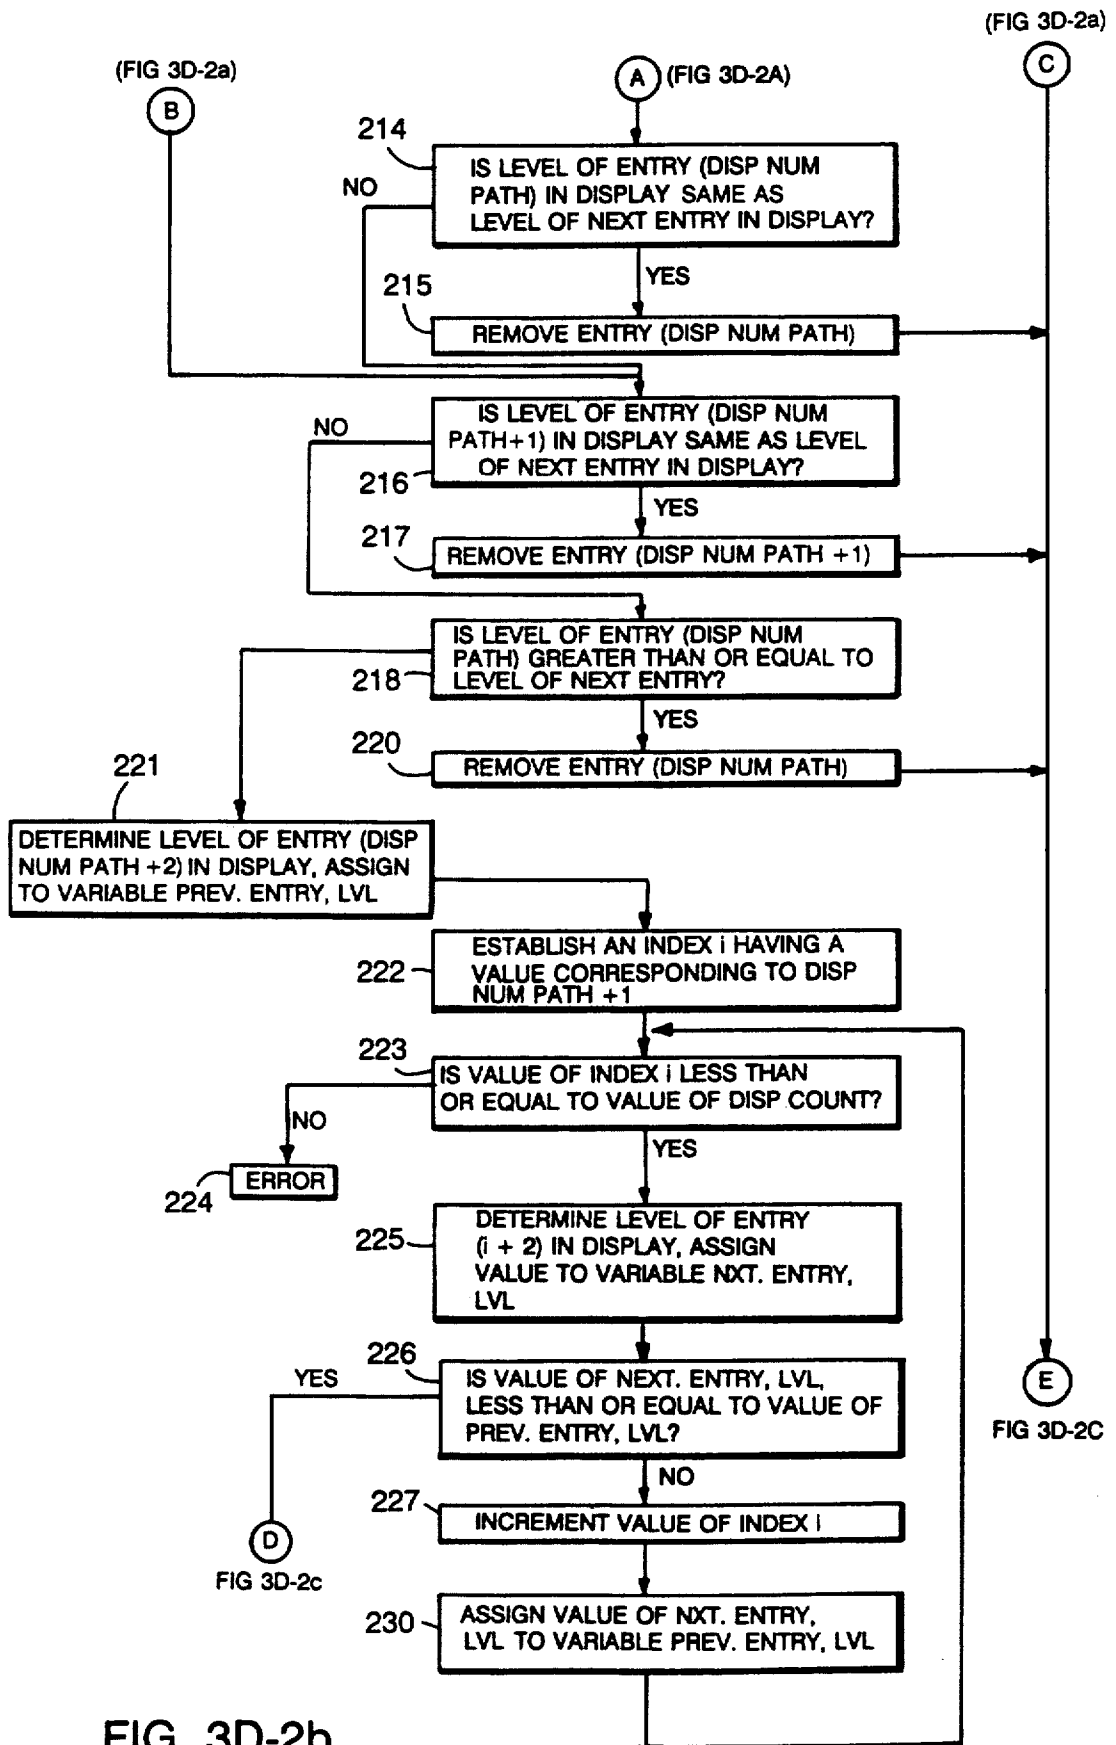 (FIG 3D-2a)
C
(FIG 3D-2a)
B
A
(FIG 3D-2A)
214
IS LEVEL OF ENTRY (DISP NUM
PATH) IN DISPLAY SAME AS
LEVEL OF NEXT ENTRY IN DISPLAY?
NO
YES
215
REMOVE ENTRY (DISP NUM PATH)
IS LEVEL OF ENTRY (DISP NUM
PATH+1) IN DISPLAY SAME AS LEVEL
OF NEXT ENTRY IN DISPLAY?
NO
216
YES
217
REMOVE ENTRY (DISP NUM PATH +1)
IS LEVEL OF ENTRY (DISP NUM
PATH) GREATER THAN OR EQUAL TO
LEVEL OF NEXT ENTRY?
218
YES
220
REMOVE ENTRY (DISP NUM PATH)
221
DETERMINE LEVEL OF ENTRY (DISP
NUM PATH +2) IN DISPLAY, ASSIGN
TO VARIABLE PREV. ENTRY, LVL
222
ESTABLISH AN INDEX i HAVING A
VALUE CORRESPONDING TO DISP
NUM PATH +1
223
IS VALUE OF INDEX i LESS THAN
OR EQUAL TO VALUE OF DISP COUNT?
NO
YES
224
ERROR
225
DETERMINE LEVEL OF ENTRY
(i + 2) IN DISPLAY, ASSIGN
VALUE TO VARIABLE NXT. ENTRY,
LVL
226
YES
IS VALUE OF NEXT. ENTRY, LVL,
LESS THAN OR EQUAL TO VALUE OF
PREV. ENTRY, LVL?
E
FIG 3D-2C
NO
227
INCREMENT VALUE OF INDEX i
D
FIG 3D-2c
230
ASSIGN VALUE OF NXT. ENTRY,
LVL TO VARIABLE PREV. ENTRY, LVL
FIG 3D-2b